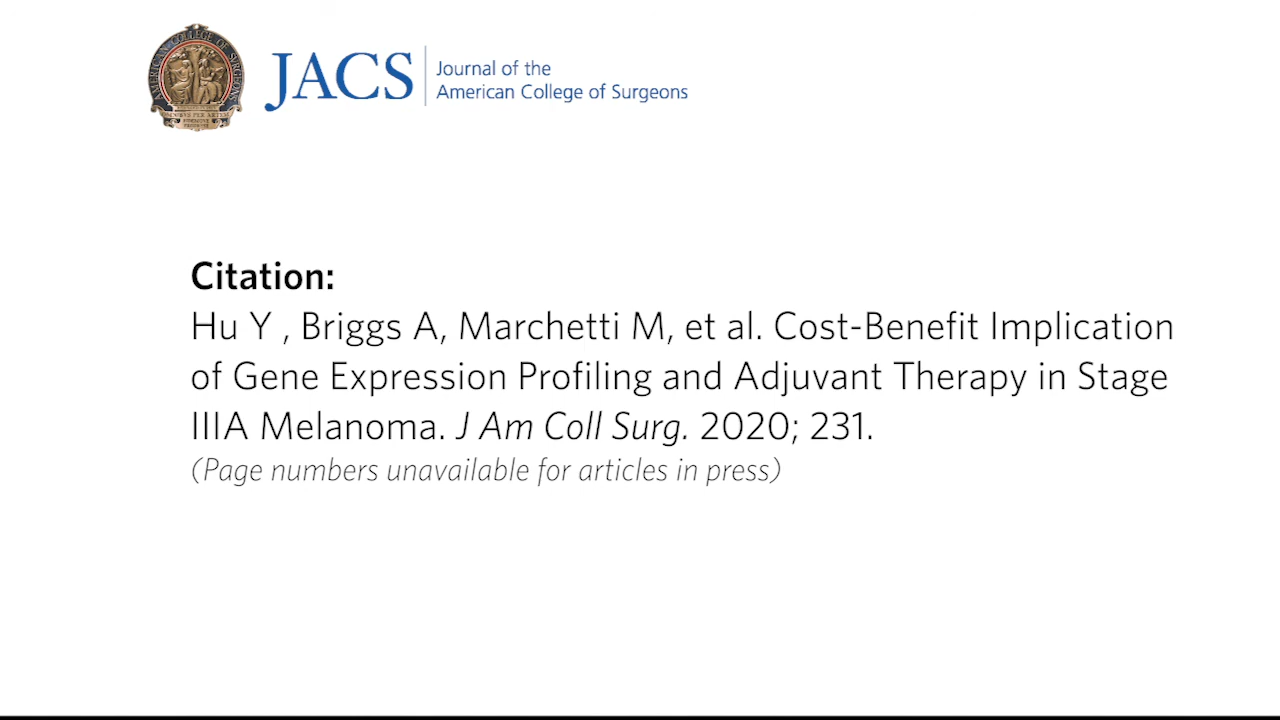 JACS
Journal of the
American College of Surgeons
Citation:
Hu Y , Briggs A, Marchetti M, et al. Cost-Benefit Implication
of Gene Expression Profiling and Adjuvant Therapy in Stage
IIIA Melanoma. J Am Coll Surg. 2020; 231.
(Page numbers unavailable for articles in press)